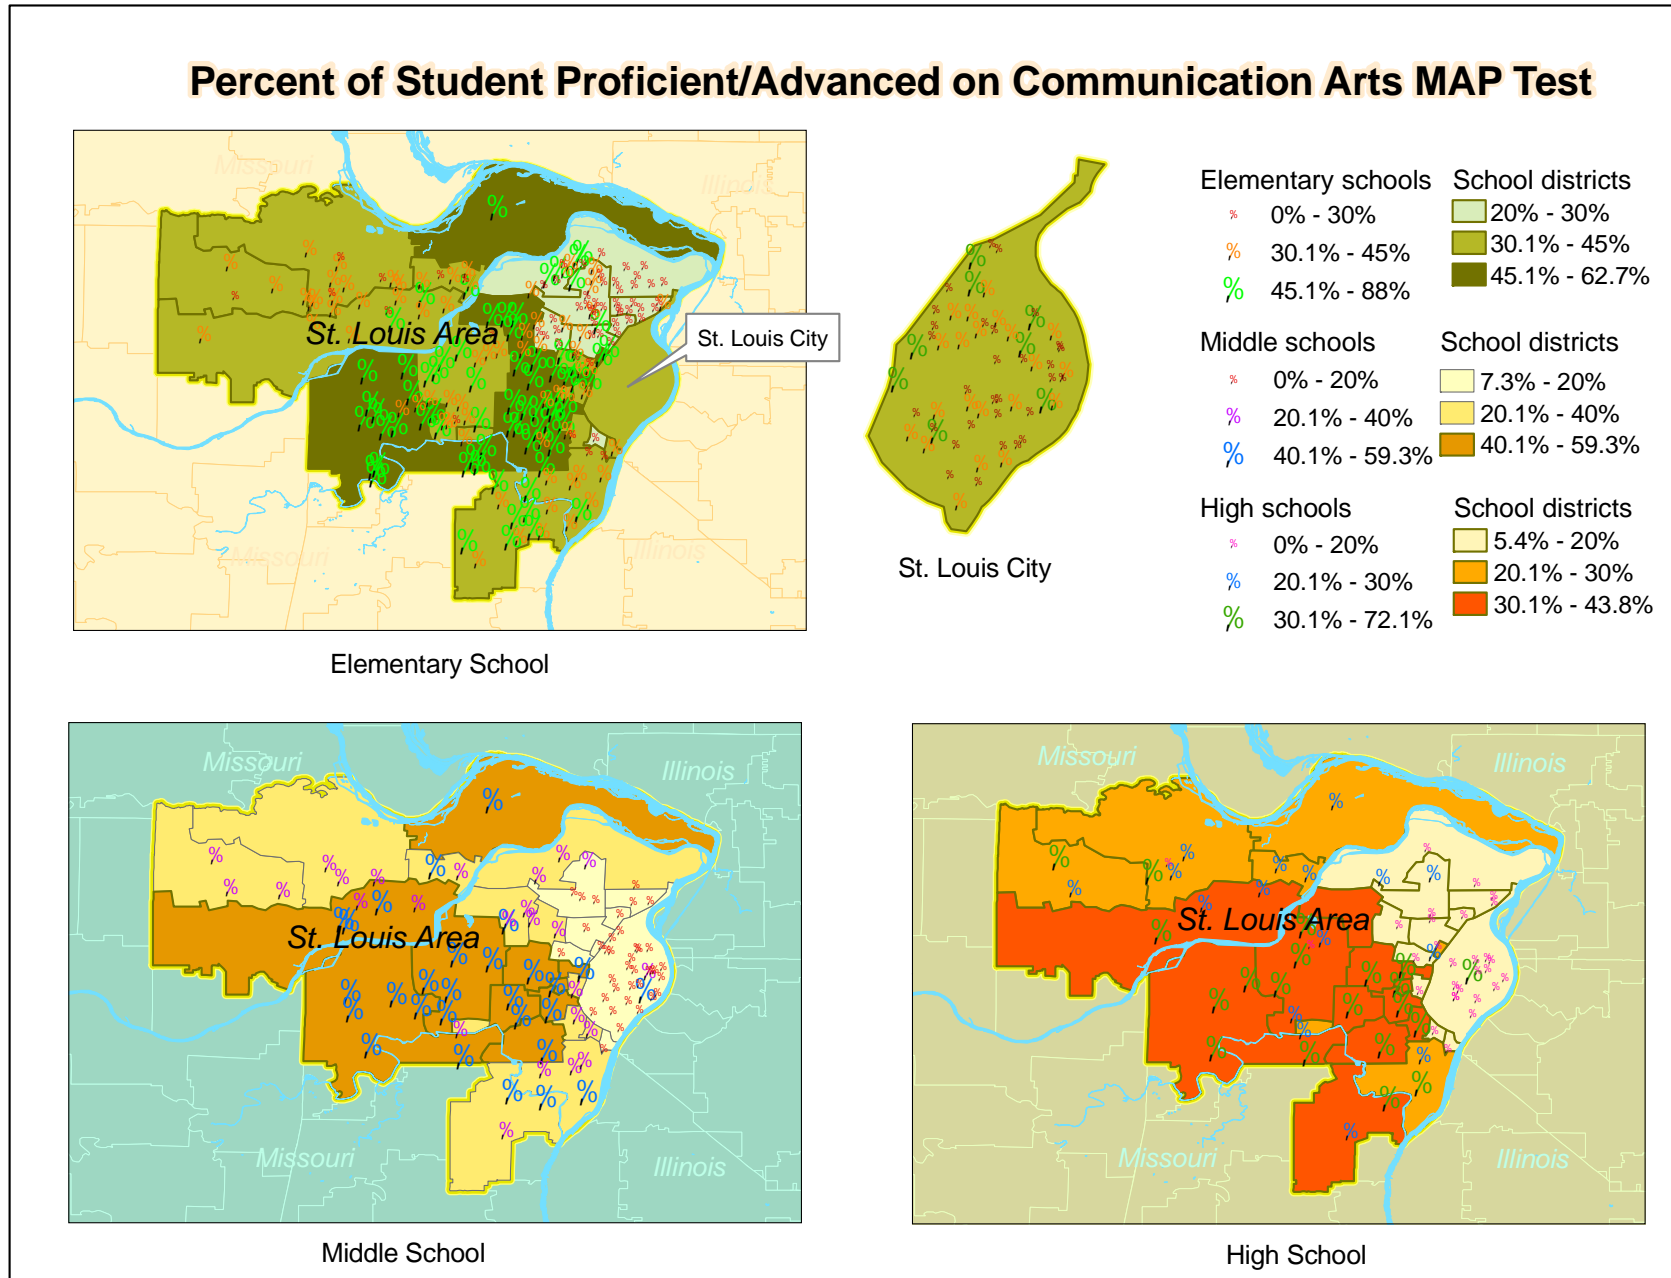 Percent of Student Proficient/Advanced on Communication Arts MAP Test
Missouri
Illinois
St. Louis Area
St. Louis City
Missouri
Illinois
Elementary School
St. Louis City
Elementary schools
% 0% - 30%
% 30.1% - 45%
% 45.1% - 88%
School districts
20% - 30%
30.1% - 45%
45.1% - 62.7%
Middle schools
% 0% - 20%
% 20.1% - 40%
% 40.1% - 59.3%
School districts
7.3% - 20%
20.1% - 40%
40.1% - 59.3%
High schools
% 0% - 20%
% 20.1% - 30%
% 30.1% - 72.1%
School districts
5.4% - 20%
20.1% - 30%
30.1% - 43.8%
Missouri
Illinois
St. Louis Area
Missouri
Illinois
Middle School
Missouri
Illinois
St. Louis Area
Missouri
Illinois
High School